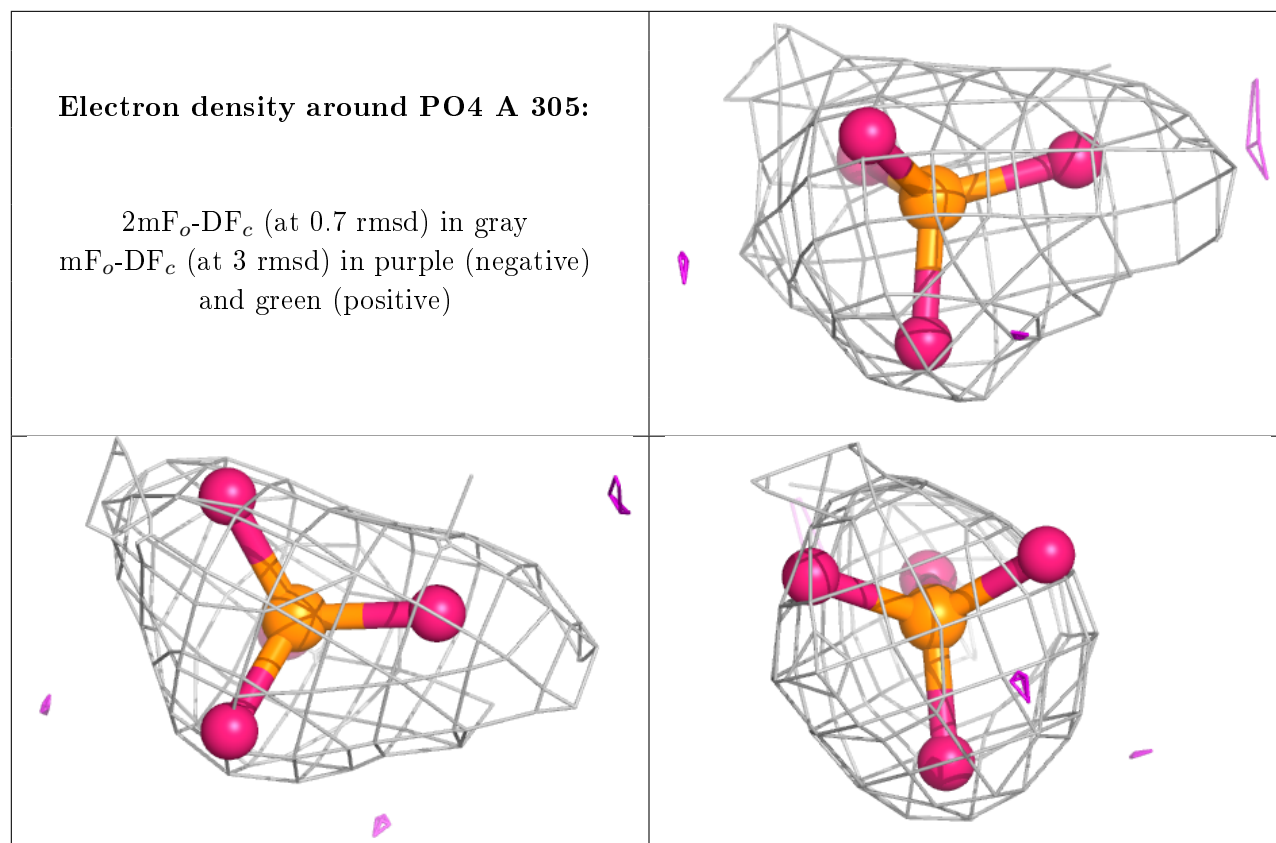 Electron density around PO4 A 305:
2mFo-DFc (at 0.7 rmsd) in gray
mFo-DFc (at 3 rmsd) in purple (negative)
and green (positive)